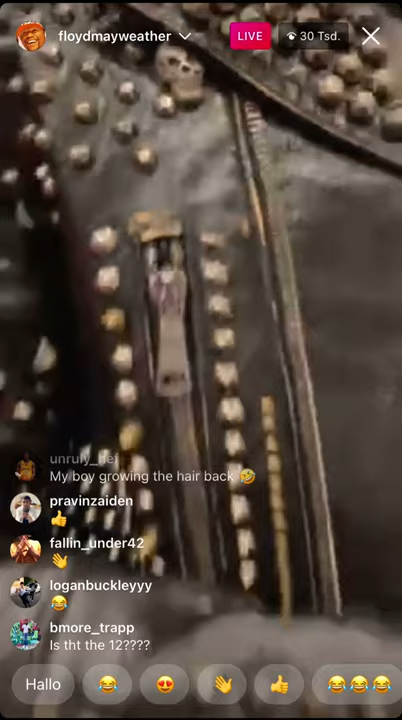 floydmayweather
LIVE
30 Tsd.
unruly_hef
My boy growing the hair back 🤣
pravinzaiden
👍
fallin_under42
👋
loganbuckleyyy
😂
bmore_trapp
Is tht the 12????
Hallo 😂 😍 👋 👍 😂😂😂